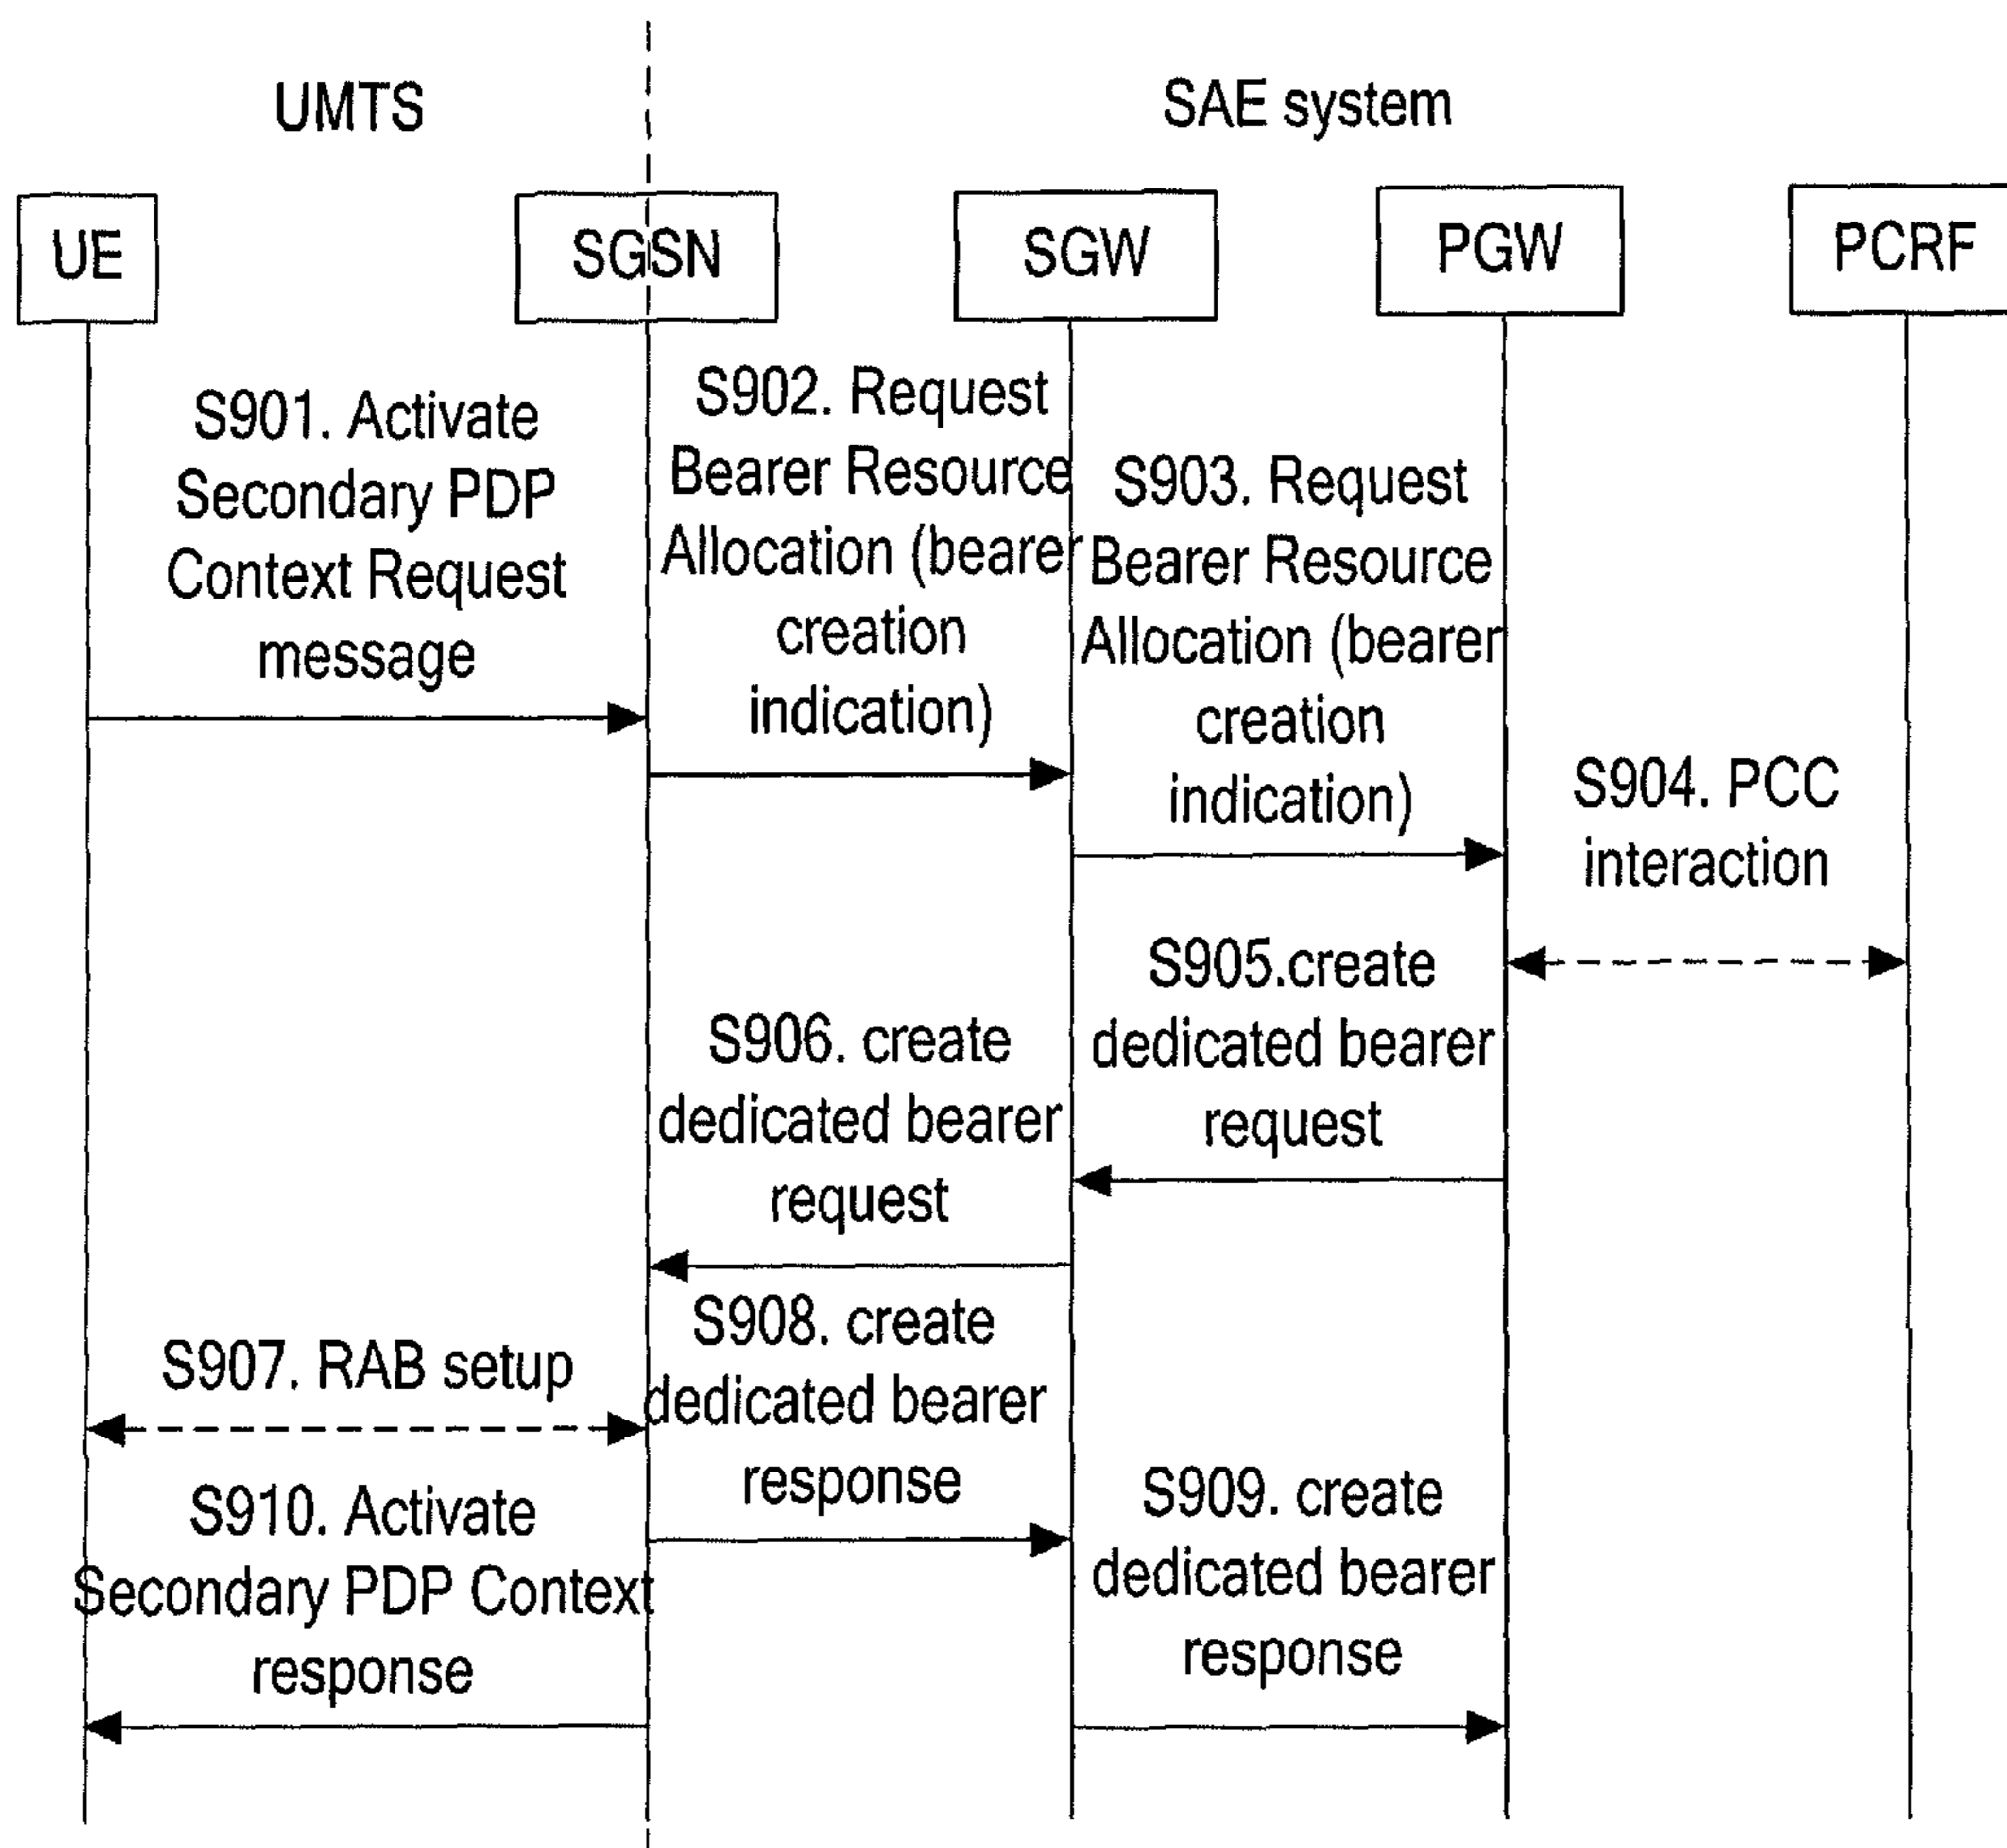 UMTS
SAE system
UE
SGSN
SGW
PGW
PCRF
S901. Activate
Secondary PDP
Context Request
message
S902. Request
Bearer Resource
Allocation (bearer
creation
indication)
S903. Request
Bearer Resource
Allocation (bearer
creation
indication)
S904. PCC
interaction
S905.create
dedicated bearer
request
S906. create
dedicated bearer
request
S907. RAB setup
S908. create
dedicated bearer
response
S909. create
dedicated bearer
response
S910. Activate
Secondary PDP Context
response